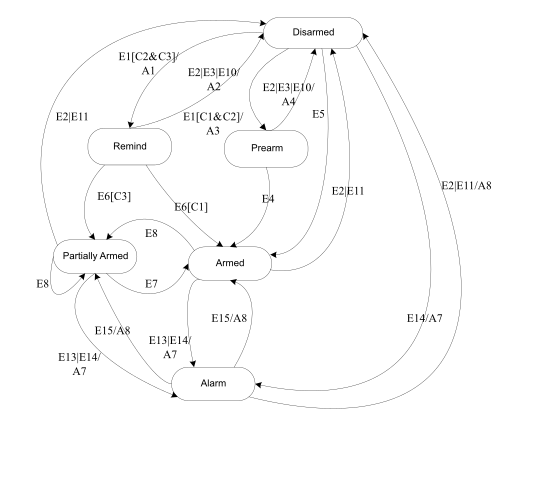 Disarmed
E1[C2&C3]/
A1
E2|E3|E10/
A2
E2|E3|E10/
A4
E1[C1&C2]/
A3
E5
E2|E11
Remind
Prearm
E2|E11
E2|E11/A8
E6[C3]
E6[C1]
E4
E8
Partially Armed
Armed
E8
E7
E15/A8
E15/A8
E14/A7
E13|E14/
A7
E13|E14/
A7
Alarm